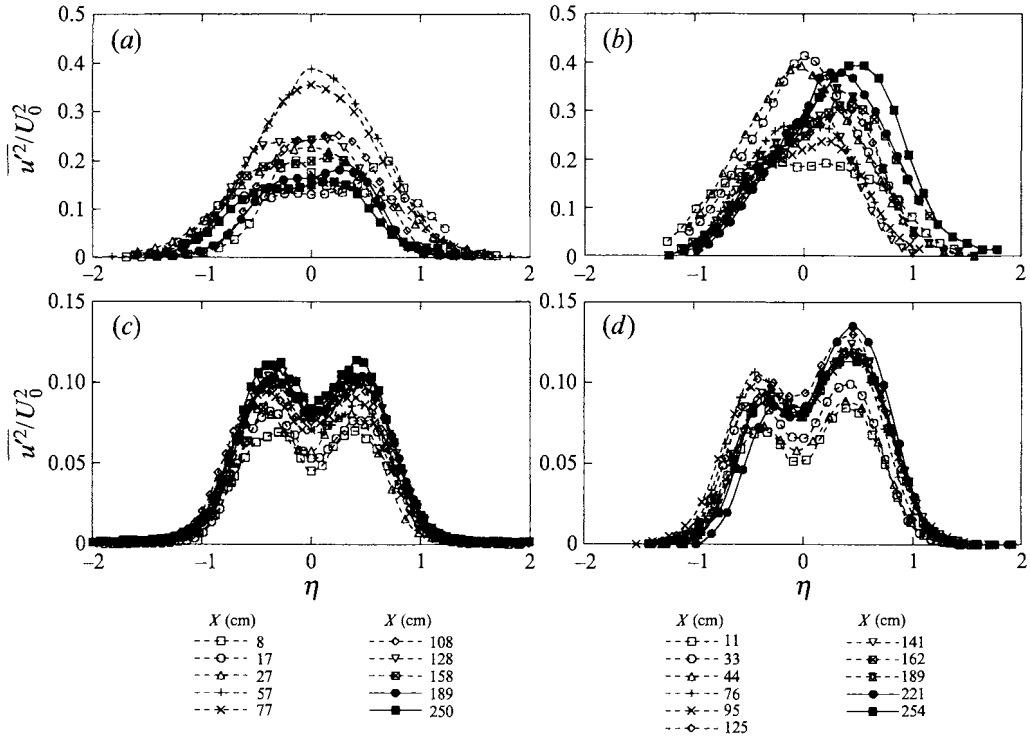 (a)
(b)
0.5
0.4
0.3
0.2
0.1
0
u′²/U₀²
−2 −1 0 1 2
0.5
0.4
0.3
0.2
0.1
0
−2 −1 0 1 2
(c)
(d)
0.15
0.10
0.05
0
u′²/U₀²
−2 −1 0 1 2
η
0.15
0.10
0.05
0
−2 −1 0 1 2
η
X (cm) X (cm)
8 108
17 128
27 158
57 189
77 250
X (cm) X (cm)
11 141
33 162
44 189
76 221
95 254
125